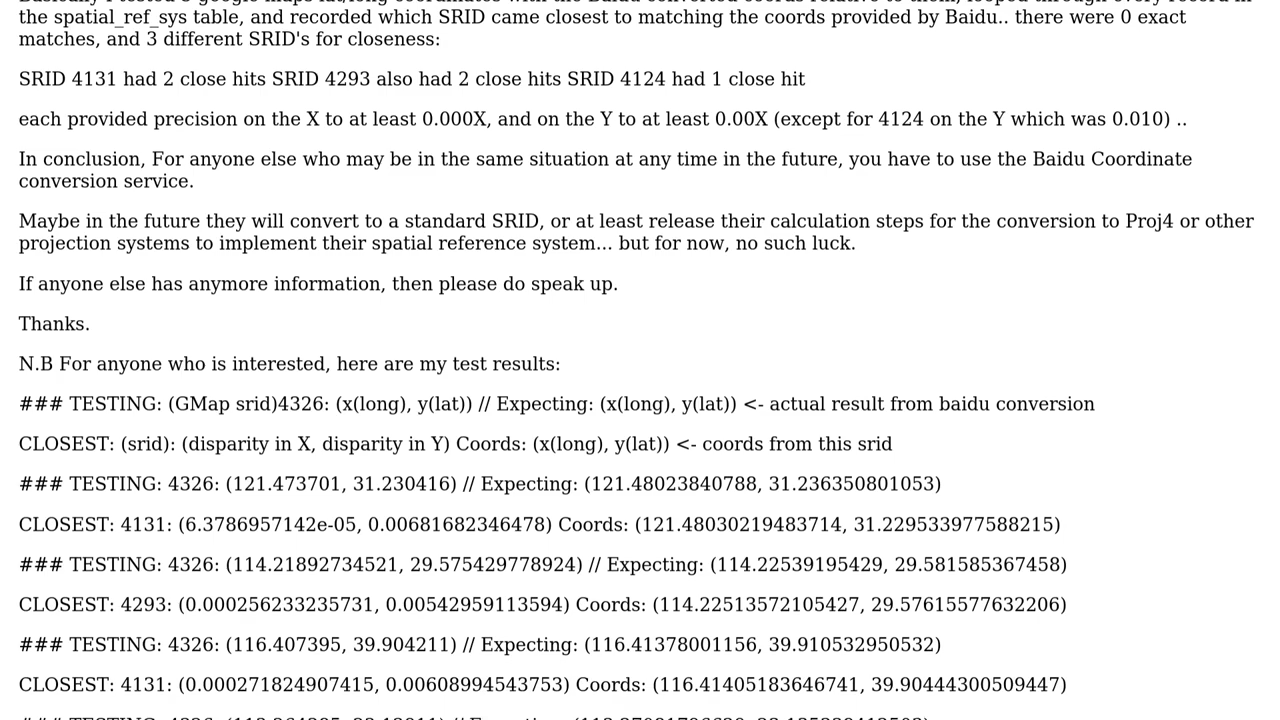 the spatial_ref_sys table, and recorded which SRID came closest to matching the coords provided by Baidu.. there were 0 exact
matches, and 3 different SRID's for closeness:
SRID 4131 had 2 close hits SRID 4293 also had 2 close hits SRID 4124 had 1 close hit
each provided precision on the X to at least 0.000X, and on the Y to at least 0.00X (except for 4124 on the Y which was 0.010) ..
In conclusion, For anyone else who may be in the same situation at any time in the future, you have to use the Baidu Coordinate
conversion service.
Maybe in the future they will convert to a standard SRID, or at least release their calculation steps for the conversion to Proj4 or other
projection systems to implement their spatial reference system... but for now, no such luck.
If anyone else has anymore information, then please do speak up.
Thanks.
N.B For anyone who is interested, here are my test results:
### TESTING: (GMap srid)4326: (x(long), y(lat)) // Expecting: (x(long), y(lat)) <- actual result from baidu conversion
CLOSEST: (srid): (disparity in X, disparity in Y) Coords: (x(long), y(lat)) <- coords from this srid
### TESTING: 4326: (121.473701, 31.230416) // Expecting: (121.48023840788, 31.236350801053)
CLOSEST: 4131: (6.3786957142e-05, 0.00681682346478) Coords: (121.48030219483714, 31.229533977588215)
### TESTING: 4326: (114.21892734521, 29.575429778924) // Expecting: (114.22539195429, 29.581585367458)
CLOSEST: 4293: (0.000256233235731, 0.00542959113594) Coords: (114.22513572105427, 29.57615577632206)
### TESTING: 4326: (116.407395, 39.904211) // Expecting: (116.41378001156, 39.910532950532)
CLOSEST: 4131: (0.000271824907415, 0.00608994543753) Coords: (116.41405183646741, 39.90444300509447)